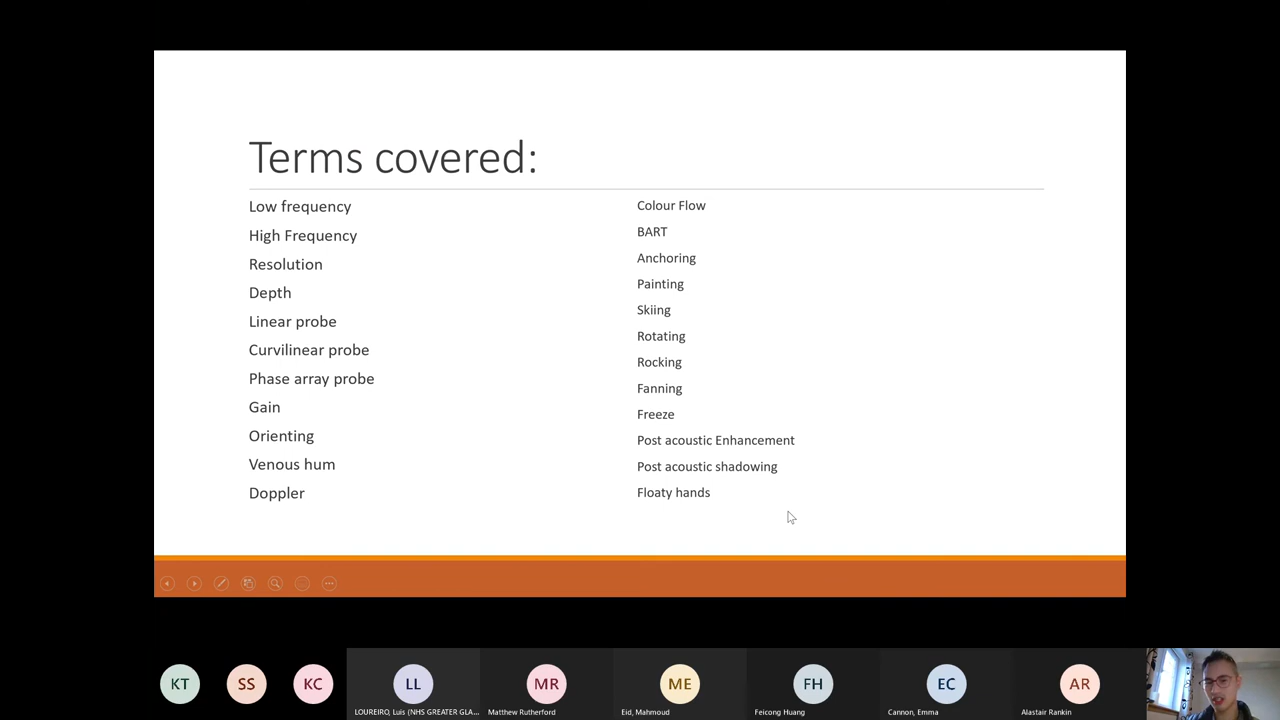 Terms covered:
Low frequency
High Frequency
Resolution
Depth
Linear probe
Curvilinear probe
Phase array probe
Gain
Orienting
Venous hum
Doppler
Colour Flow
BART
Anchoring
Painting
Skiing
Rotating
Rocking
Fanning
Freeze
Post acoustic Enhancement
Post acoustic shadowing
Floaty hands
KT
SS
KC
LL
MR
ME
FH
EC
AR
LOUREIRO, Luis (NHS GREATER GLA...
Matthew Rutherford
Eid, Mahmoud
Feicong Huang
Cannon, Emma
Alastair Rankin